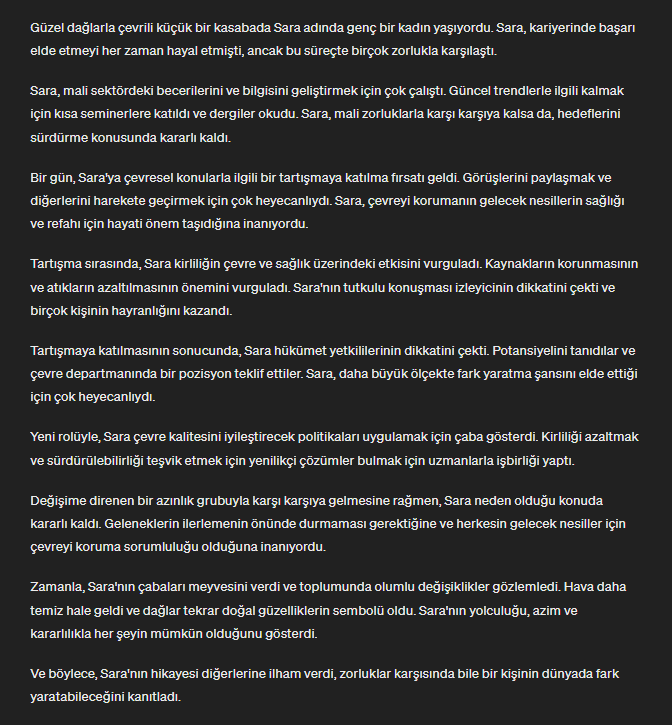 Güzel dağlarla çevrili küçük bir kasabada Sara adında genç bir kadın yaşıyordu. Sara, kariyerinde başarı
elde etmeyi her zaman hayal etmişti, ancak bu süreçte birçok zorlukla karşılaştı.
Sara, mali sektördeki becerilerini ve bilgisini geliştirmek için çok çalıştı. Güncel trendlerle ilgili kalmak
için kısa seminerlere katıldı ve dergiler okudu. Sara, mali zorluklarla karşı karşıya kalsa da, hedeflerini
sürdürme konusunda kararlı kaldı.
Bir gün, Sara'ya çevresel konularla ilgili bir tartışmaya katılma fırsatı geldi. Görüşlerini paylaşmak ve
diğerlerini harekete geçirmek için çok heyecanlıydı. Sara, çevreyi korumanın gelecek nesillerin sağlığı
ve refahı için hayati önem taşıdığına inanıyordu.
Tartışma sırasında, Sara kirliliğin çevre ve sağlık üzerindeki etkisini vurguladı. Kaynakların korunmasının
ve atıkların azaltılmasının önemini vurguladı. Sara'nın tutkulu konuşması izleyicinin dikkatini çekti ve
birçok kişinin hayranlığını kazandı.
Tartışmaya katılmasının sonucunda, Sara hükümet yetkililerinin dikkatini çekti. Potansiyelini tanıdılar ve
çevre departmanında bir pozisyon teklif ettiler. Sara, daha büyük ölçekte fark yaratma şansını elde ettiği
için çok heyecanlıydı.
Yeni rolüyle, Sara çevre kalitesini iyileştirecek politikaları uygulamak için çaba gösterdi. Kirliliği azaltmak
ve sürdürülebilirliği teşvik etmek için yenilikçi çözümler bulmak için uzmanlarla işbirliği yaptı.
Değişime direnen bir azınlık grubuyla karşı karşıya gelmesine rağmen, Sara neden olduğu konuda
kararlı kaldı. Geleneklerin ilerlemenin önünde durmaması gerektiğine ve herkesin gelecek nesiller için
çevreyi koruma sorumluluğu olduğuna inanıyordu.
Zamanla, Sara'nın çabaları meyvesini verdi ve toplumunda olumlu değişiklikler gözlemledi. Hava daha
temiz hale geldi ve dağlar tekrar doğal güzelliklerin sembolü oldu. Sara'nın yolculuğu, azim ve
kararlılıkla her şeyin mümkün olduğunu gösterdi.
Ve böylece, Sara'nın hikayesi diğerlerine ilham verdi, zorluklar karşısında bile bir kişinin dünyada fark
yaratabileceğini kanıtladı.